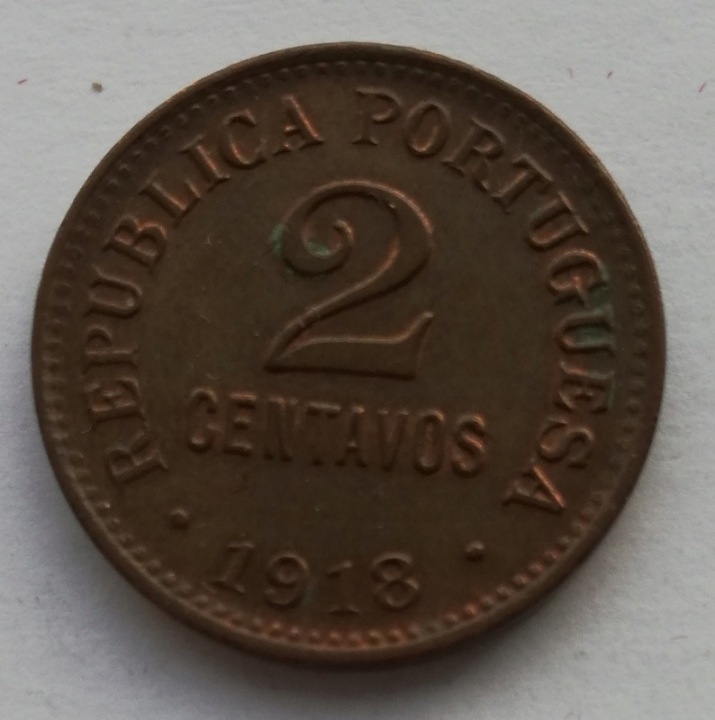 REPUBLICA PORTUGUESA
2
CENTAVOS
• 1918 •